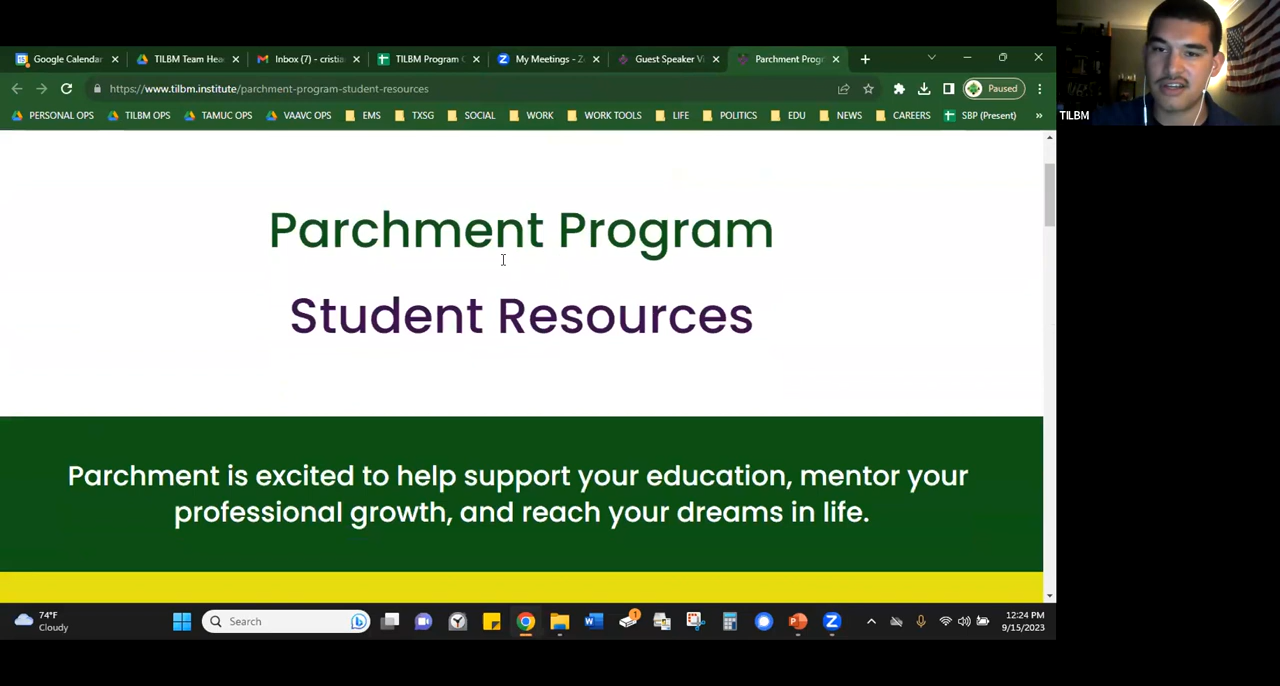 Google Calendar
TILBM Team Hea
Inbox (7) - cristia
TILBM Program C
My Meetings - Z
Guest Speaker Vi
Parchment Progr
https://www.tilbm.institute/parchment-program-student-resources
Paused
PERSONAL OPS
TILBM OPS
TAMUC OPS
VAAVC OPS
EMS
TXSG
SOCIAL
WORK
WORK TOOLS
LIFE
POLITICS
EDU
NEWS
CAREERS
SBP (Present)
TILBM
Parchment Program
Student Resources
Parchment is excited to help support your education, mentor your
professional growth, and reach your dreams in life.
74°F
Cloudy
Search
1
12:24 PM
9/15/2023